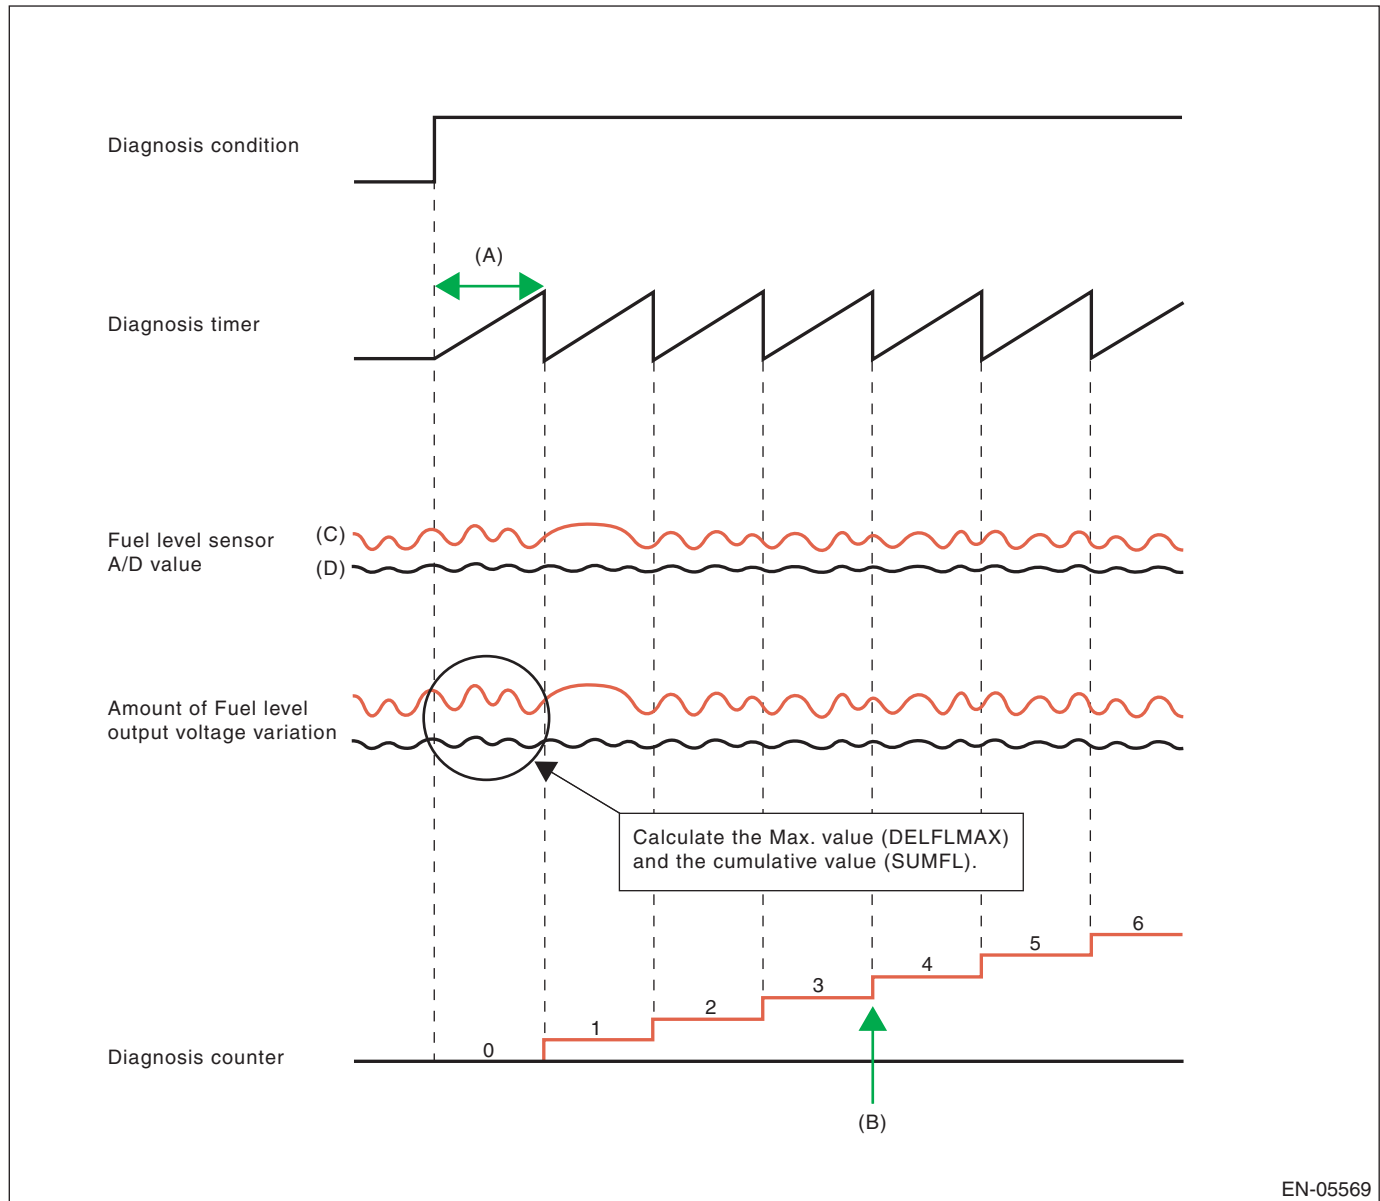 Diagnosis condition
(A)
Diagnosis timer
Fuel level sensor
A/D value
(C)
(D)
Amount of Fuel level
output voltage variation
Calculate the Max. value (DELFLMAX)
and the cumulative value (SUMFL).
6
5
4
3
2
1
0
Diagnosis counter
(B)
EN-05569